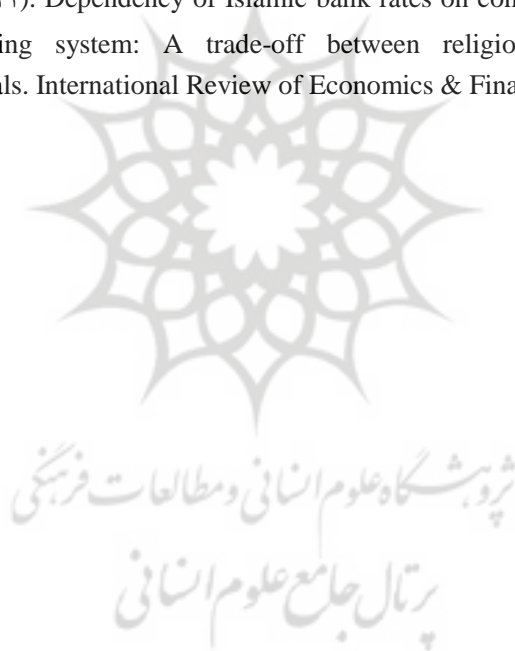 ۲۱). Dependency of Islamic bank rates on con
ing system: A trade-off between religio
als. International Review of Economics & Fina
پژوهشگاه علوم انسانی و مطالعات فرهنگی
پرتال جامع علوم انسانی